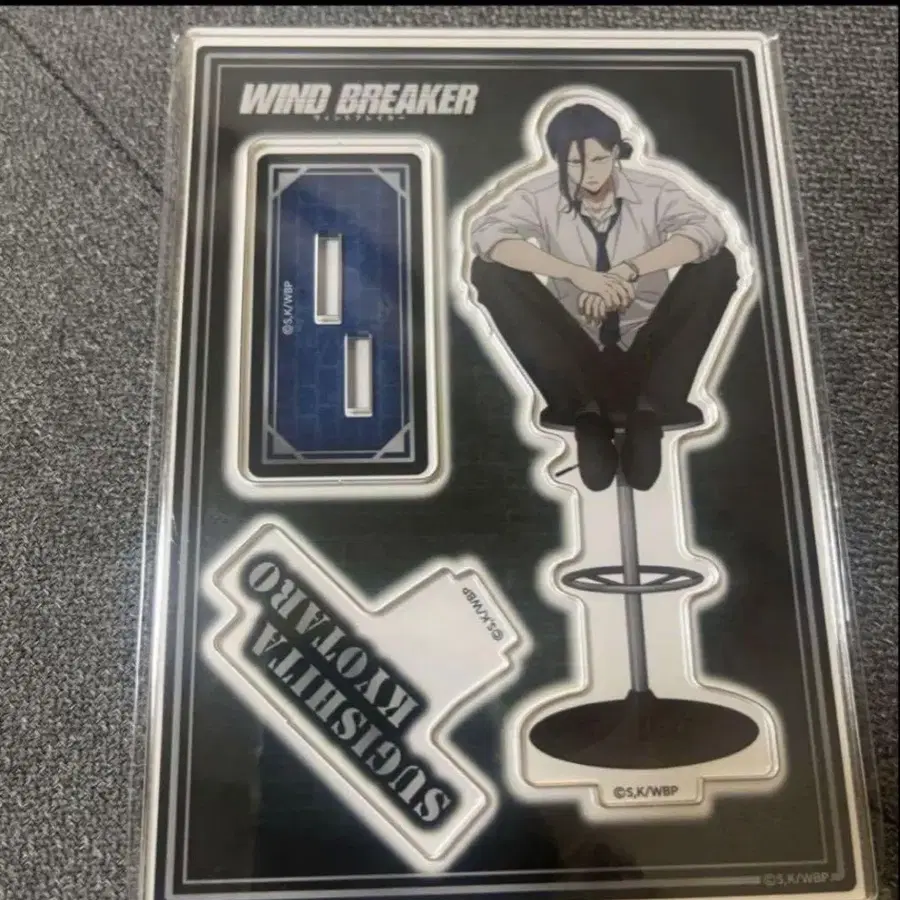 WIND BREAKER
ウィンドブレイカー
©S,K/WBP
©S,K/WBP
SUGISHITA
KYOTARO
©S,K/WBP
©S,K/WBP